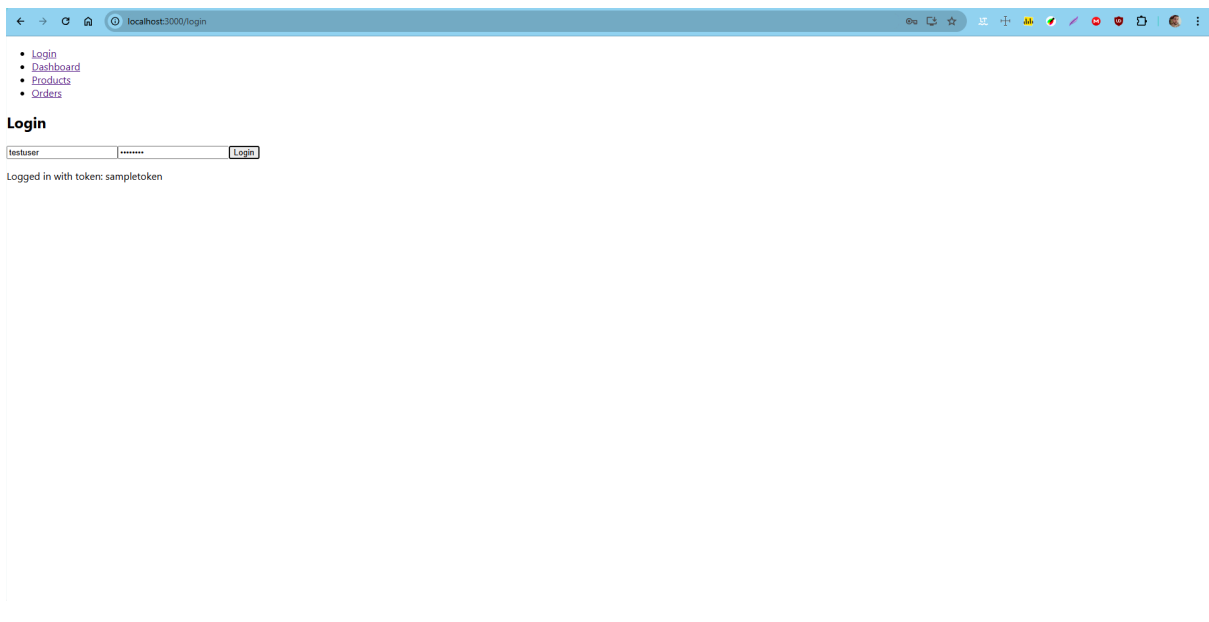 localhost:3000/login
Login
Dashboard
Products
Orders
Login
testuser •••••••• Login
Logged in with token: sampletoken